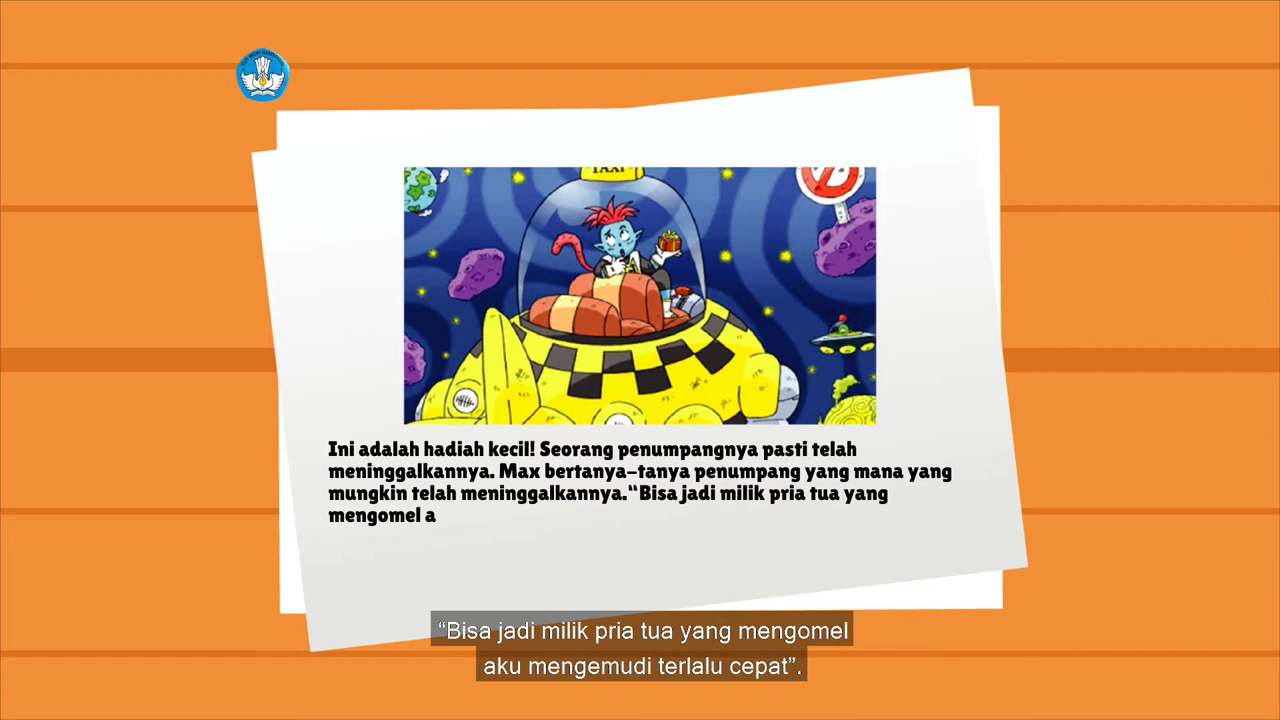 TAXI
Ini adalah hadiah kecil! Seorang penumpangnya pasti telah
meninggalkannya. Max bertanya-tanya penumpang yang mana yang
mungkin telah meninggalkannya.“Bisa jadi milik pria tua yang
mengomel a
“Bisa jadi milik pria tua yang mengomel
aku mengemudi terlalu cepat”.